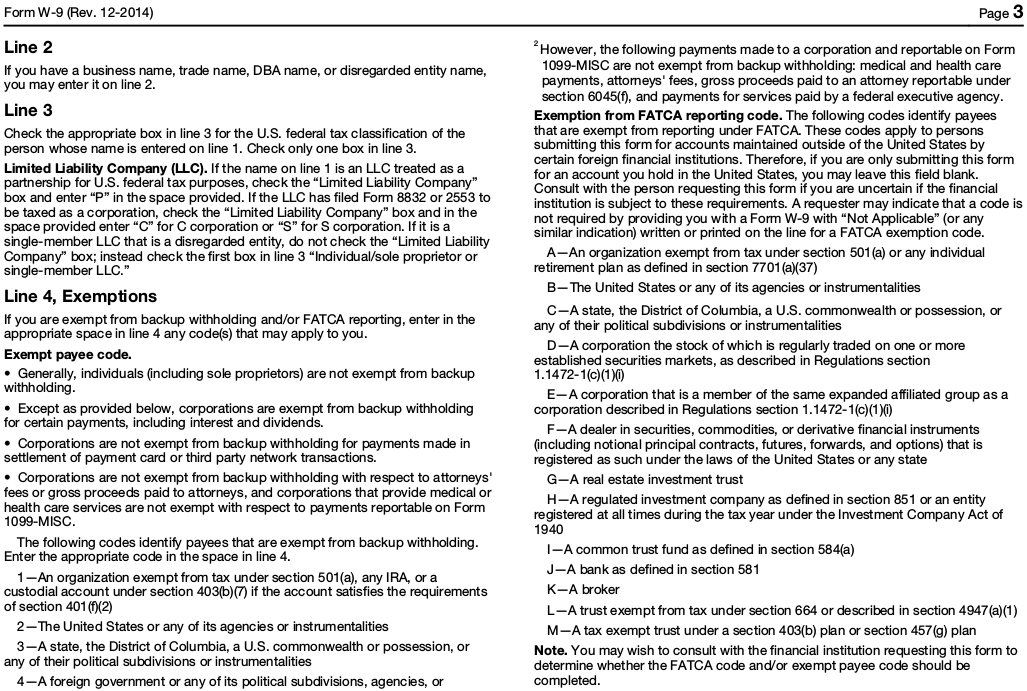 Form W-9 (Rev. 12-2014)
Page 3
Line 2
If you have a business name, trade name, DBA name, or disregarded entity name,
you may enter it on line 2.
Line 3
Check the appropriate box in line 3 for the U.S. federal tax classification of the
person whose name is entered on line 1. Check only one box in line 3.
Limited Liability Company (LLC). If the name on line 1 is an LLC treated as a
partnership for U.S. federal tax purposes, check the “Limited Liability Company”
box and enter “P” in the space provided. If the LLC has filed Form 8832 or 2553 to
be taxed as a corporation, check the “Limited Liability Company” box and in the
space provided enter “C” for C corporation or “S” for S corporation. If it is a
single-member LLC that is a disregarded entity, do not check the “Limited Liability
Company” box; instead check the first box in line 3 “Individual/sole proprietor or
single-member LLC.”
Line 4, Exemptions
If you are exempt from backup withholding and/or FATCA reporting, enter in the
appropriate space in line 4 any code(s) that may apply to you.
Exempt payee code.
• Generally, individuals (including sole proprietors) are not exempt from backup
withholding.
• Except as provided below, corporations are exempt from backup withholding
for certain payments, including interest and dividends.
• Corporations are not exempt from backup withholding for payments made in
settlement of payment card or third party network transactions.
• Corporations are not exempt from backup withholding with respect to attorneys'
fees or gross proceeds paid to attorneys, and corporations that provide medical or
health care services are not exempt with respect to payments reportable on Form
1099-MISC.
The following codes identify payees that are exempt from backup withholding.
Enter the appropriate code in the space in line 4.
1—An organization exempt from tax under section 501(a), any IRA, or a
custodial account under section 403(b)(7) if the account satisfies the requirements
of section 401(f)(2)
2—The United States or any of its agencies or instrumentalities
3—A state, the District of Columbia, a U.S. commonwealth or possession, or
any of their political subdivisions or instrumentalities
4—A foreign government or any of its political subdivisions, agencies, or
2 However, the following payments made to a corporation and reportable on Form
1099-MISC are not exempt from backup withholding: medical and health care
payments, attorneys' fees, gross proceeds paid to an attorney reportable under
section 6045(f), and payments for services paid by a federal executive agency.
Exemption from FATCA reporting code. The following codes identify payees
that are exempt from reporting under FATCA. These codes apply to persons
submitting this form for accounts maintained outside of the United States by
certain foreign financial institutions. Therefore, if you are only submitting this form
for an account you hold in the United States, you may leave this field blank.
Consult with the person requesting this form if you are uncertain if the financial
institution is subject to these requirements. A requester may indicate that a code is
not required by providing you with a Form W-9 with “Not Applicable” (or any
similar indication) written or printed on the line for a FATCA exemption code.
A—An organization exempt from tax under section 501(a) or any individual
retirement plan as defined in section 7701(a)(37)
B—The United States or any of its agencies or instrumentalities
C—A state, the District of Columbia, a U.S. commonwealth or possession, or
any of their political subdivisions or instrumentalities
D—A corporation the stock of which is regularly traded on one or more
established securities markets, as described in Regulations section
1.1472-1(c)(1)(i)
E—A corporation that is a member of the same expanded affiliated group as a
corporation described in Regulations section 1.1472-1(c)(1)(i)
F—A dealer in securities, commodities, or derivative financial instruments
(including notional principal contracts, futures, forwards, and options) that is
registered as such under the laws of the United States or any state
G—A real estate investment trust
H—A regulated investment company as defined in section 851 or an entity
registered at all times during the tax year under the Investment Company Act of
1940
I—A common trust fund as defined in section 584(a)
J—A bank as defined in section 581
K—A broker
L—A trust exempt from tax under section 664 or described in section 4947(a)(1)
M—A tax exempt trust under a section 403(b) plan or section 457(g) plan
Note. You may wish to consult with the financial institution requesting this form to
determine whether the FATCA code and/or exempt payee code should be
completed.